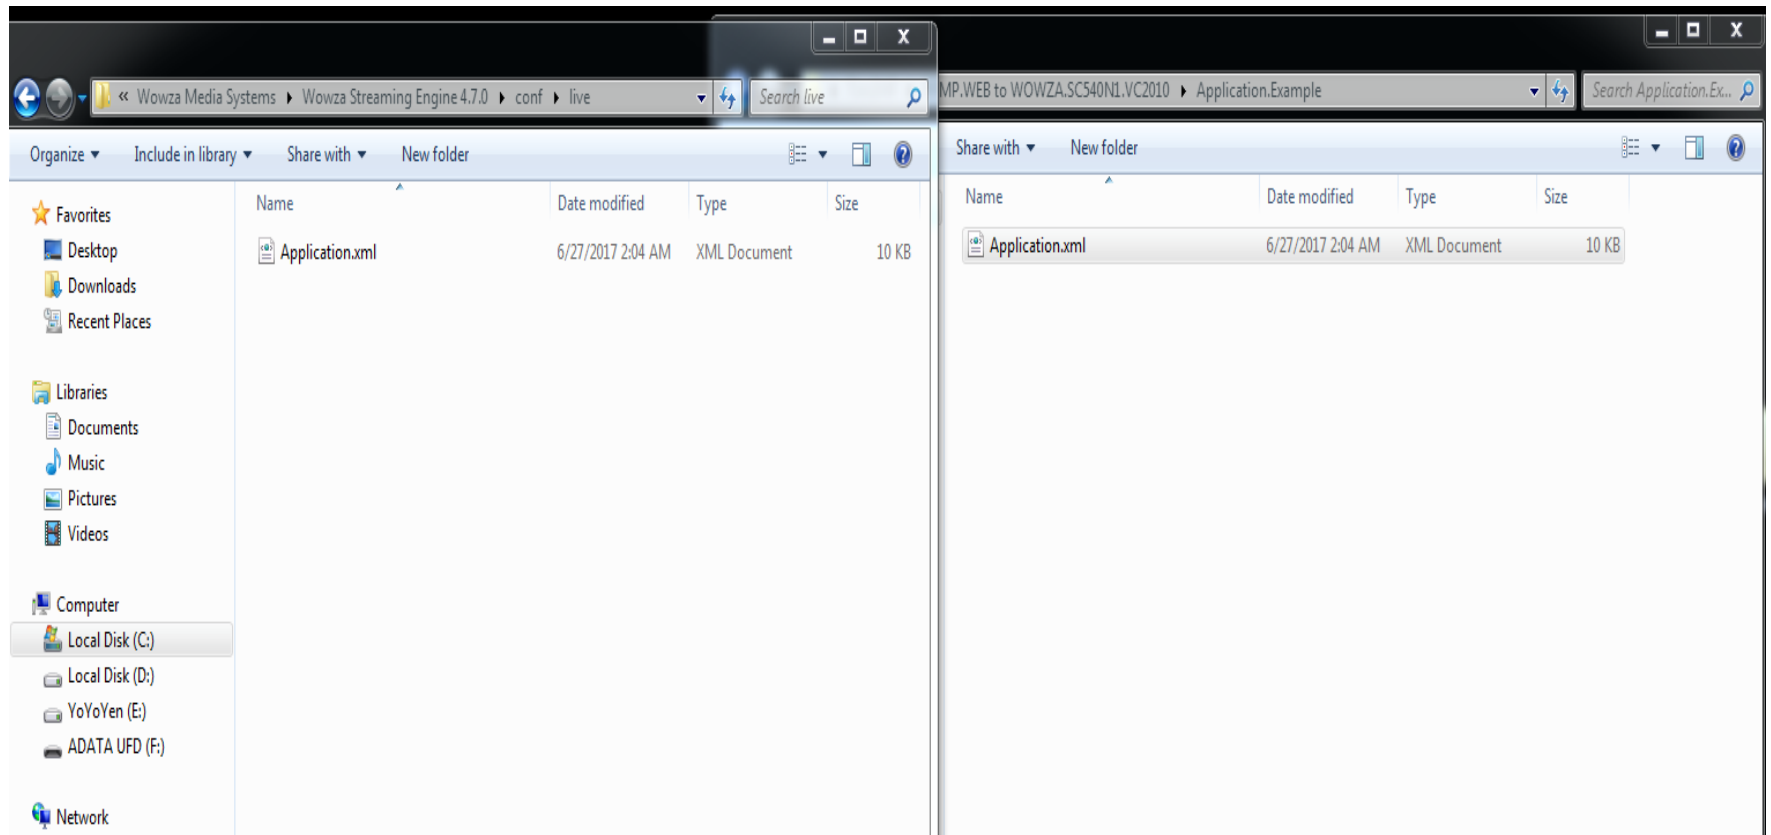 « Wowza Media Systems Wowza Streaming Engine 4.7.0 conf live
Search live
Organize Include in library Share with New folder
Name Date modified Type Size
Application.xml 6/27/2017 2:04 AM XML Document 10 KB
Favorites
Desktop
Downloads
Recent Places
Libraries
Documents
Music
Pictures
Videos
Computer
Local Disk (C:)
Local Disk (D:)
YoYoYen (E:)
ADATA UFD (F:)
Network
MP.WEB to WOWZA.SC540N1.VC2010 Application.Example
Search Application.Ex...
Share with New folder
Name Date modified Type Size
Application.xml 6/27/2017 2:04 AM XML Document 10 KB